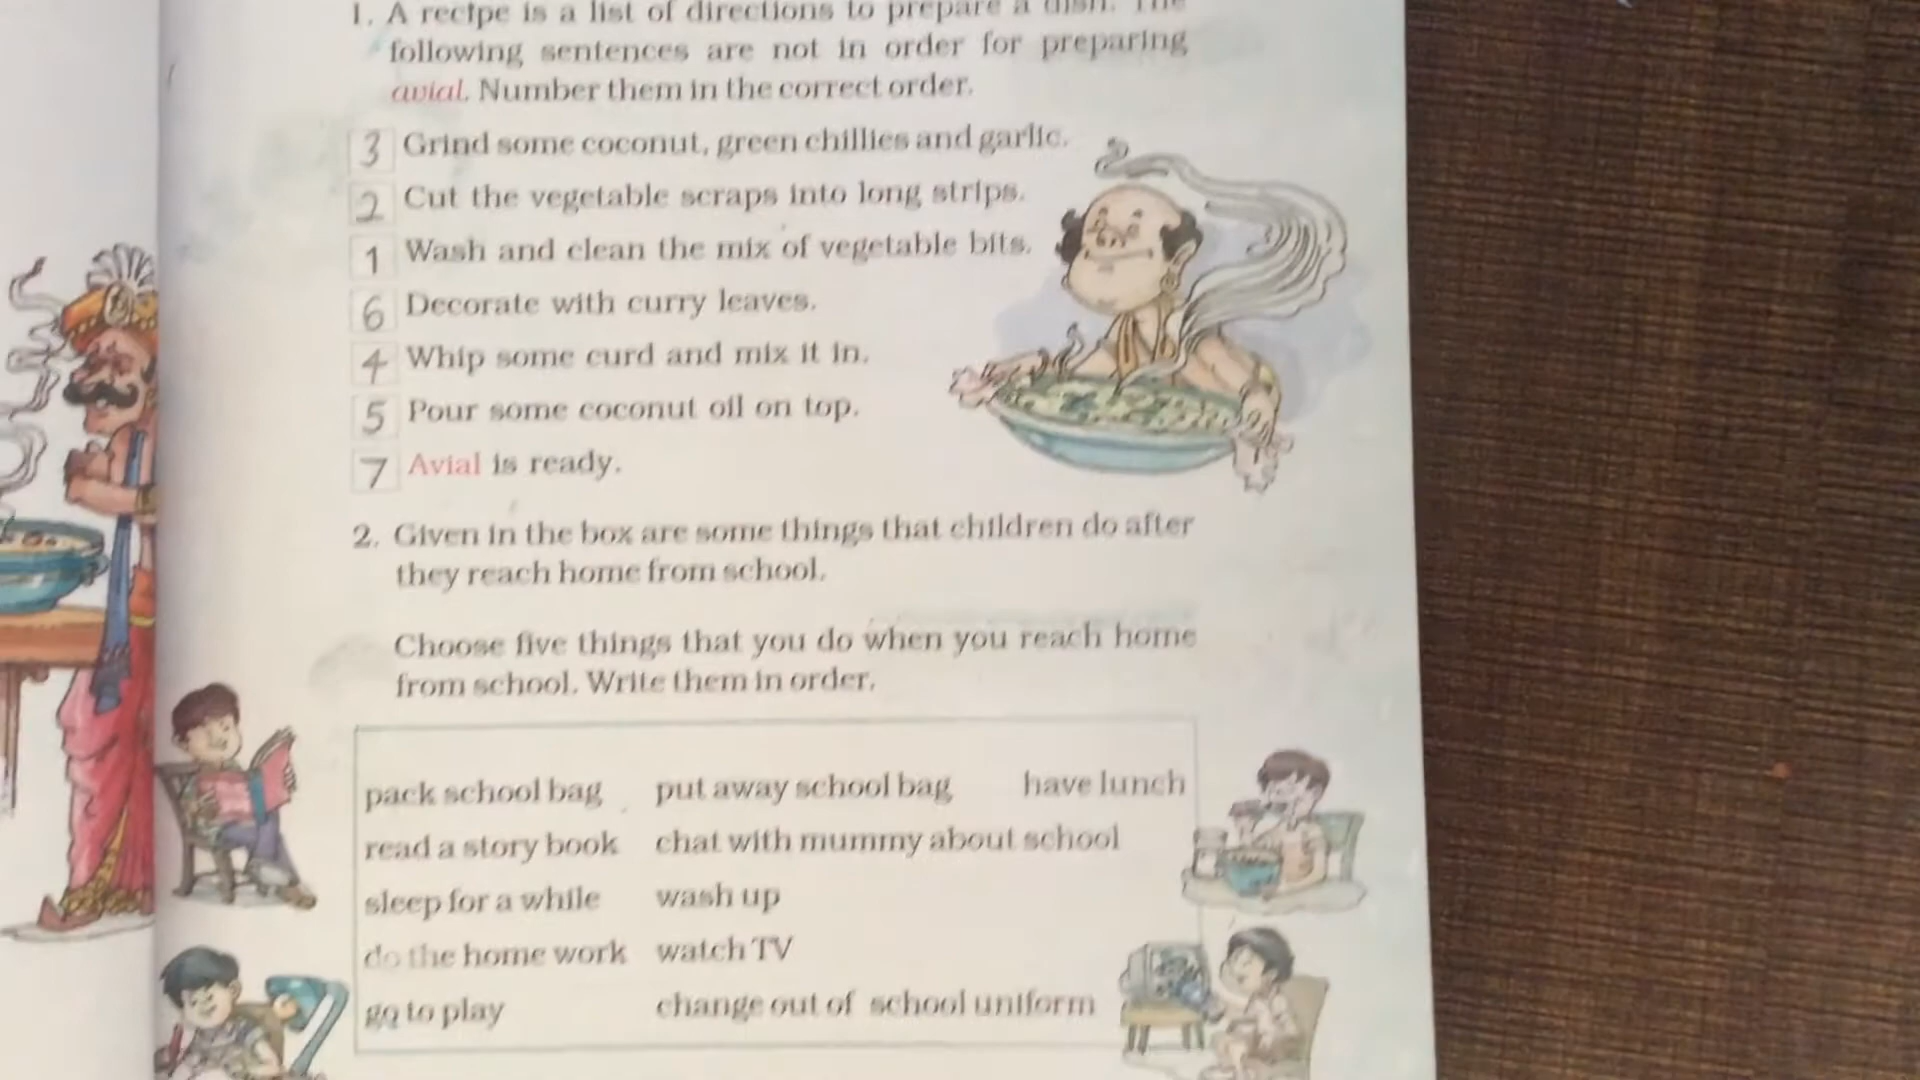 1. A recipe is a list of directions to prepare a dish. The
following sentences are not in order for preparing
avial. Number them in the correct order.
3 Grind some coconut, green chillies and garlic.
2 Cut the vegetable scraps into long strips.
1 Wash and clean the mix of vegetable bits.
6 Decorate with curry leaves.
4 Whip some curd and mix it in.
5 Pour some coconut oil on top.
7 Avial is ready.
2. Given in the box are some things that children do after
they reach home from school.
Choose five things that you do when you reach home
from school. Write them in order.
pack school bag put away school bag have lunch
read a story book chat with mummy about school
sleep for a while wash up
do the home work watch TV
go to play change out of school uniform